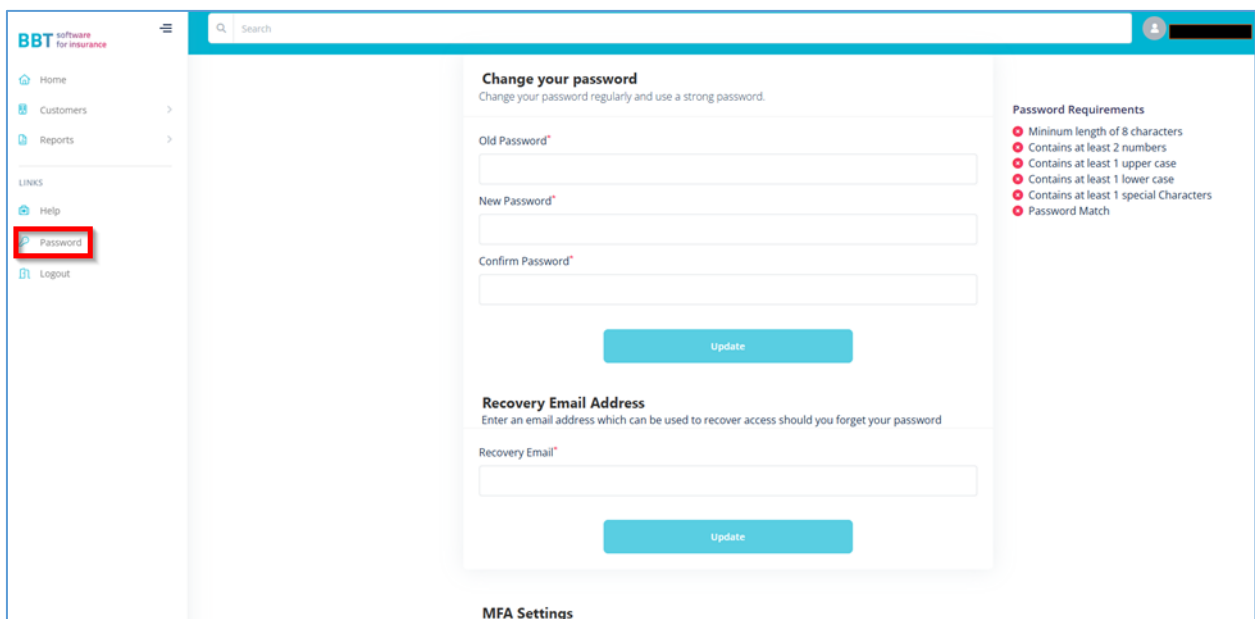 BBT software for insurance
Search
Home
Customers
Reports
LINKS
Help
Password
Logout
Change your password
Change your password regularly and use a strong password.
Old Password*
New Password*
Confirm Password*
Update
Recovery Email Address
Enter an email address which can be used to recover access should you forget your password
Recovery Email*
Update
MFA Settings
Password Requirements
Mininum length of 8 characters
Contains at least 2 numbers
Contains at least 1 upper case
Contains at least 1 lower case
Contains at least 1 special Characters
Password Match